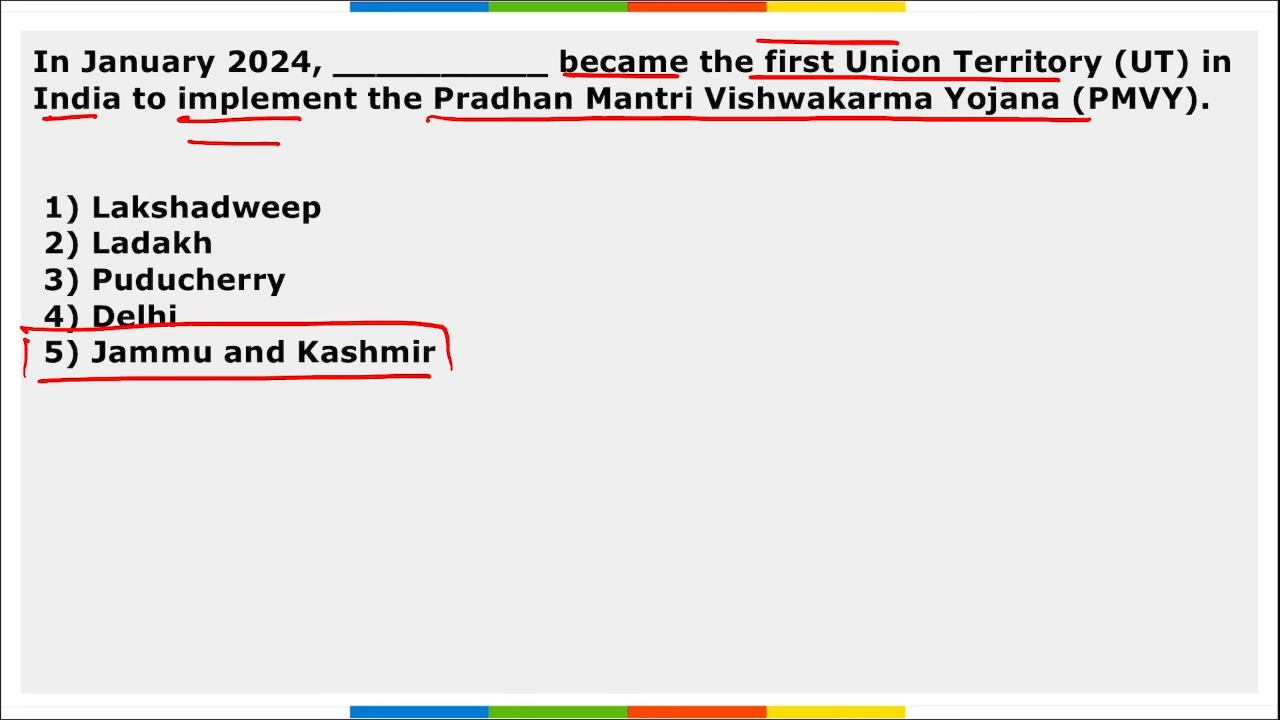 In January 2024, _____________ became the first Union Territory (UT) in
India to implement the Pradhan Mantri Vishwakarma Yojana (PMVY).
1) Lakshadweep
2) Ladakh
3) Puducherry
4) Delhi
5) Jammu and Kashmir